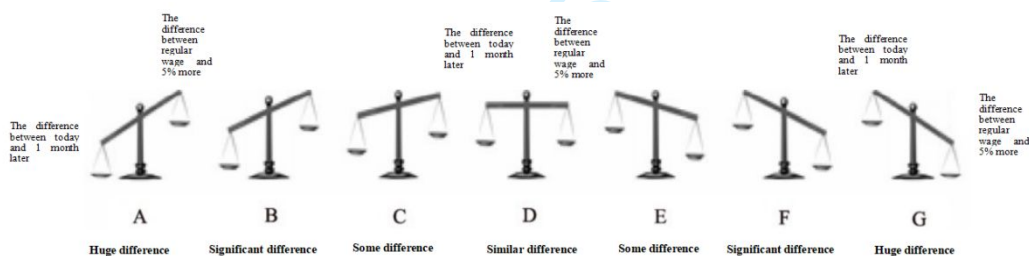 The
difference
between
regular
wage and
5% more
The difference
between today
and 1 month
later
The
difference
between
regular
wage and
5% more
The difference
between today
and 1 month
later
The difference
between today
and 1 month
later
The
difference
between
regular
wage and
5% more
A B C D E F G
Huge difference Significant difference Some difference Similar difference Some difference Significant difference Huge difference